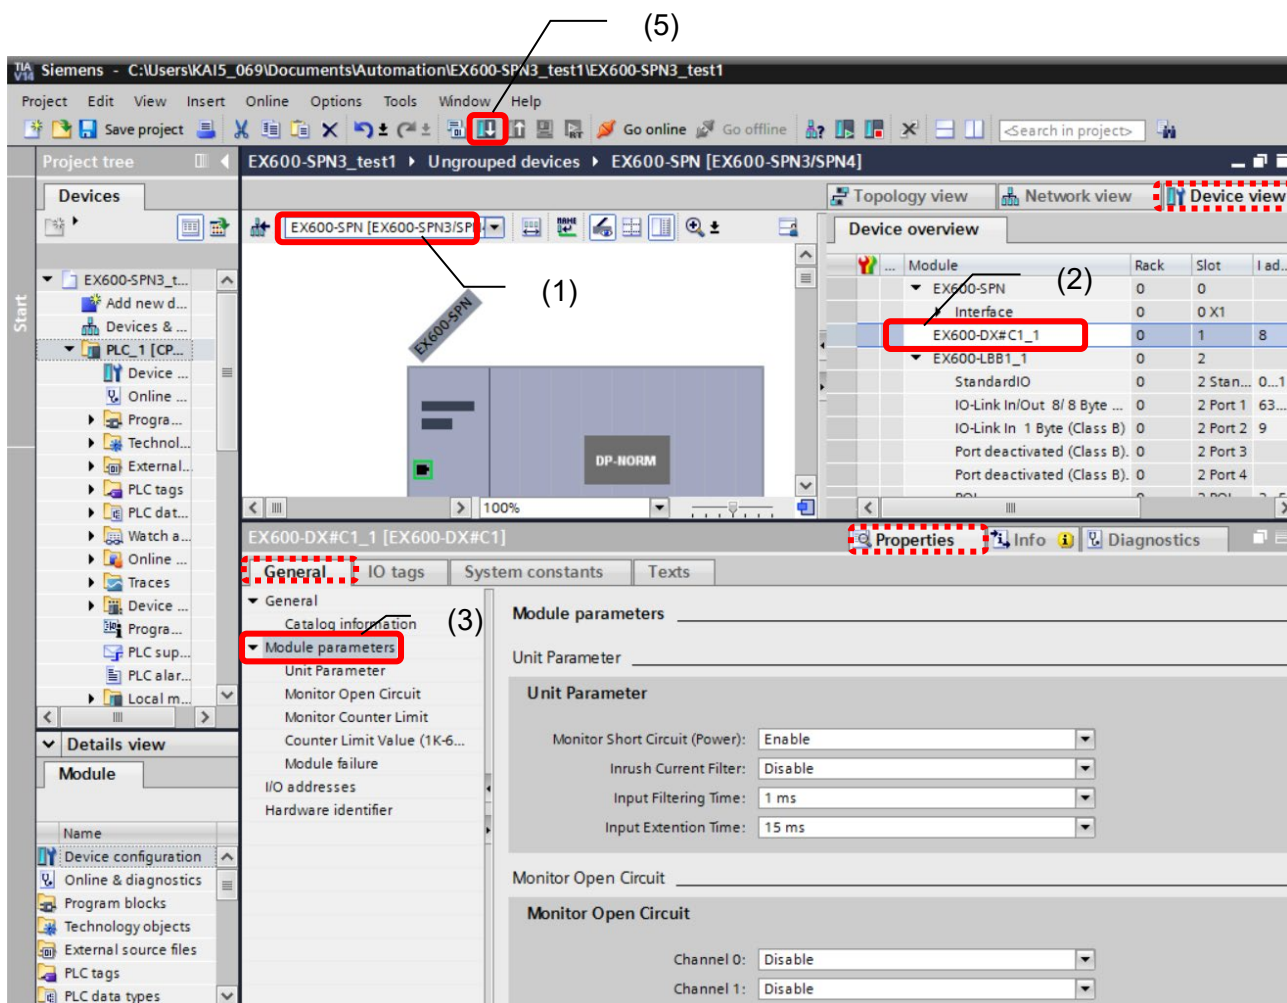 (5)
TIA V14 Siemens - C:\Users\KAI5_069\Documents\Automation\EX600-SPN3_test1\EX600-SPN3_test1
Project Edit View Insert Online Options Tools Window Help
Save project Go online Go offline <Search in project>
Project tree
EX600-SPN3_test1 Ungrouped devices EX600-SPN [EX600-SPN3/SPN4]
Devices
Topology view Network view Device view
EX600-SPN [EX600-SPN3/SP
Device overview
... Module Rack Slot I ad...
EX600-SPN 0 0
Interface 0 0 X1
EX600-DX#C1_1 0 1 8
EX600-LBB1_1 0 2
StandardIO 0 2 Stan... 0...1
IO-Link In/Out 8/ 8 Byte ... 0 2 Port 1 63...
IO-Link In 1 Byte (Class B) 0 2 Port 2 9
Port deactivated (Class B). 0 2 Port 3
Port deactivated (Class B). 0 2 Port 4
(1)
(2)
EX600-SPN
DP-NORM
100%
Start
EX600-SPN3_t...
Add new d...
Devices & ...
PLC_1 [CP...
Device ...
Online ...
Progra...
Technol...
External...
PLC tags
PLC dat...
Watch a...
Online ...
Traces
Device ...
Progra...
PLC sup...
PLC alar...
Local m...
Details view
Module
Name
Device configuration
Online & diagnostics
Program blocks
Technology objects
External source files
PLC tags
PLC data types
EX600-DX#C1_1 [EX600-DX#C1]
Properties Info Diagnostics
General IO tags System constants Texts
General
Catalog information
(3)
Module parameters
Unit Parameter
Monitor Open Circuit
Monitor Counter Limit
Counter Limit Value (1K-6...
Module failure
I/O addresses
Hardware identifier
Module parameters
Unit Parameter
Unit Parameter
Monitor Short Circuit (Power): Enable
Inrush Current Filter: Disable
Input Filtering Time: 1 ms
Input Extention Time: 15 ms
Monitor Open Circuit
Monitor Open Circuit
Channel 0: Disable
Channel 1: Disable